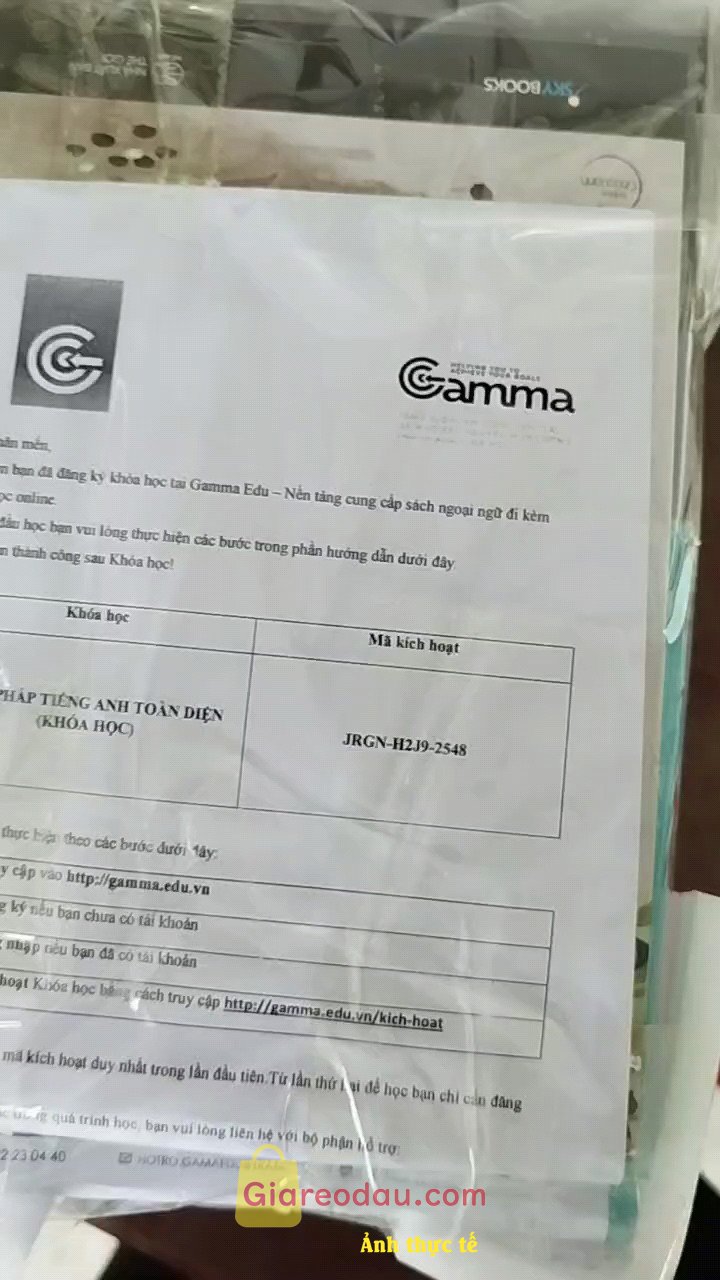 SKYBOOKS
HELPING YOU TO
ACHIEVE YOUR GOALS
Gamma
mến,
bạn đã đăng ký khóa học tai Gamma Edu – Nền tảng cung cấp sách ngoại ngữ đi kèm
online
đầu học bạn vui lòng thực hiện các bước trong phần hướng dẫn dưới đây
thành công sau Khóa học!
Khóa học Mã kích hoạt
PHÁP TIẾNG ANH TOÀN DIỆN
(KHÓA HỌC) JRGN-H2J9-2548
thực hiện theo các bước dưới đây:
cập vào http://gamma.edu.vn
ký nếu bạn chưa có tài khoản
nhập nếu bạn đã có tài khoản
hoạt Khóa học bằng cách truy cập http://gamma.edu.vn/kich-hoat
mã kích hoạt duy nhất trong lần đầu tiên.Từ lần thứ hai để học bạn chỉ cần đăng
quá trình học, bạn vui lòng liên hệ với bộ phận hỗ trợ:
2 23 04 40
Giareodau.com
Ảnh thực tế